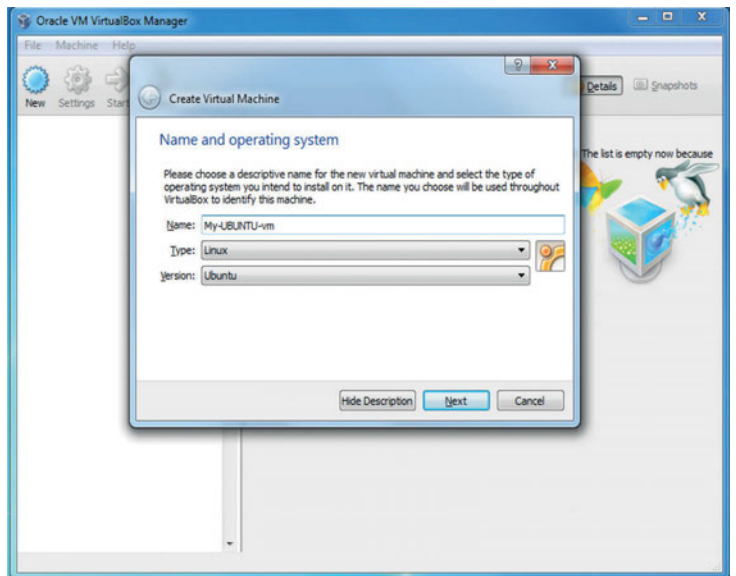 Oracle VM VirtualBox Manager
File Machine Help
New Settings Start
Details Snapshots
The list is empty now because
Create Virtual Machine
Name and operating system
Please choose a descriptive name for the new virtual machine and select the type of
operating system you intend to install on it. The name you choose will be used throughout
VirtualBox to identify this machine.
Name: My-UBUNTU-vm
Type: Linux
Version: Ubuntu
Hide Description Next Cancel